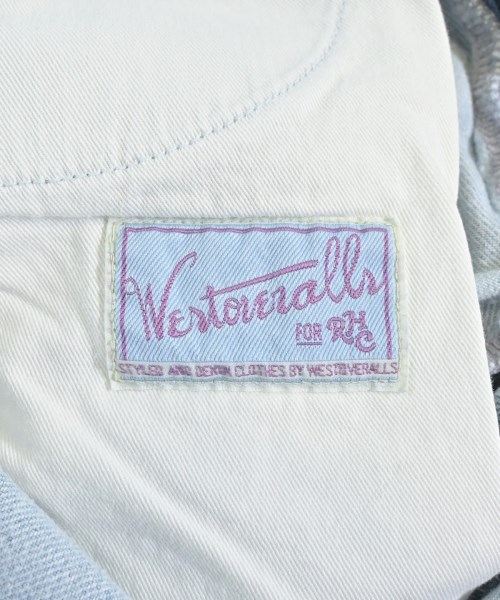 Westoveralls
FOR RHC
STYLED AND DENIM CLOTHES BY WESTOVERALLS